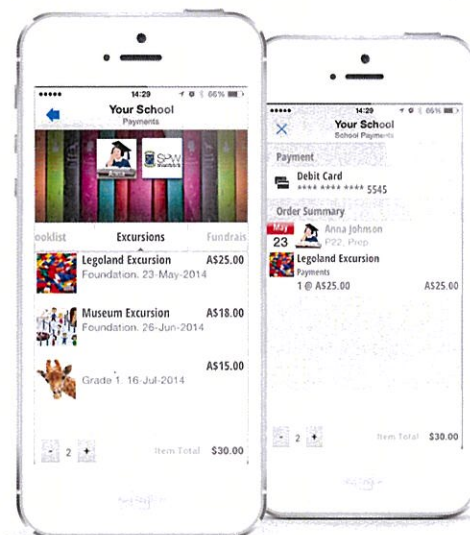 14:29
66%
Your School
Payments
Anna
SPW
ooklist
Excursions
Fundrais
Legoland Excursion
A$25.00
Foundation. 23-May-2014
Museum Excursion
A$18.00
Foundation. 26-Jun-2014
A$15.00
Grade 1. 16-Jul-2014
- 2 +
Item Total $30.00
14:29
66%
Your School
School Payments
Payment
Debit Card
**** **** **** 5545
Order Summary
May
23
Anna Johnson
P22, Prep
Legoland Excursion
Payments
1 @ A$25.00
A$25.00
- 2 +
Item Total $30.00